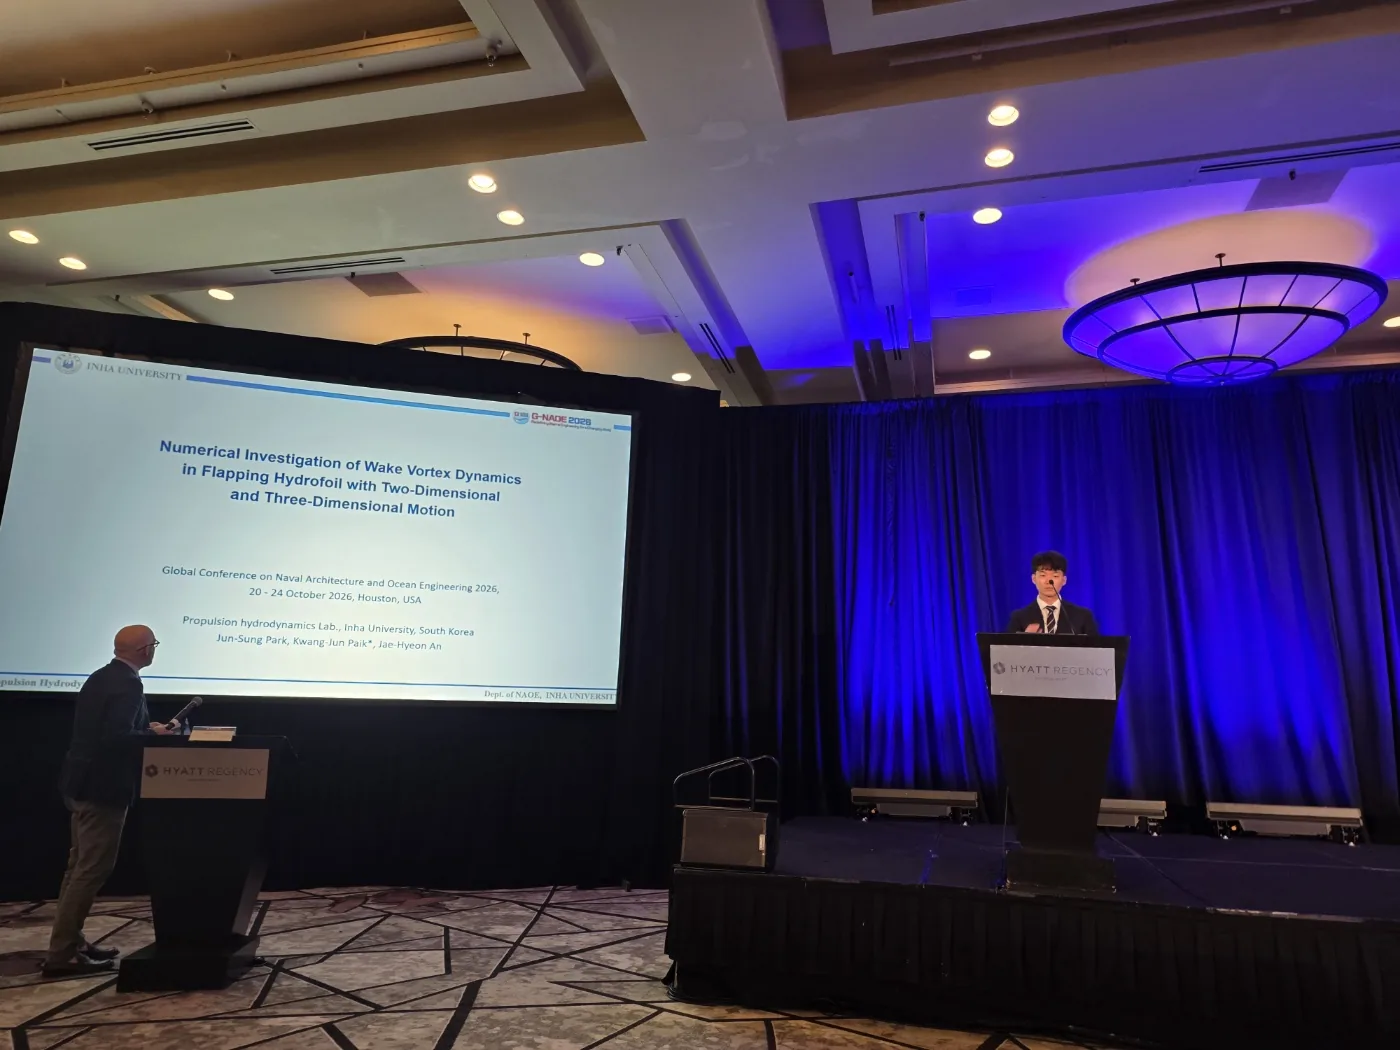 INHA UNIVERSITY
G-NAOE 2026
Numerical Investigation of Wake Vortex Dynamics
in Flapping Hydrofoil with Two-Dimensional
and Three-Dimensional Motion
Global Conference on Naval Architecture and Ocean Engineering 2026,
20 - 24 October 2026, Houston, USA
Propulsion hydrodynamics Lab., Inha University, South Korea
Jun-Sung Park, Kwang-Jun Paik*, Jae-Hyeon An
opulsion Hydrody
Dept. of NAOE, INHA UNIVERSITY
HYATT REGENCY
HYATT REGENCY